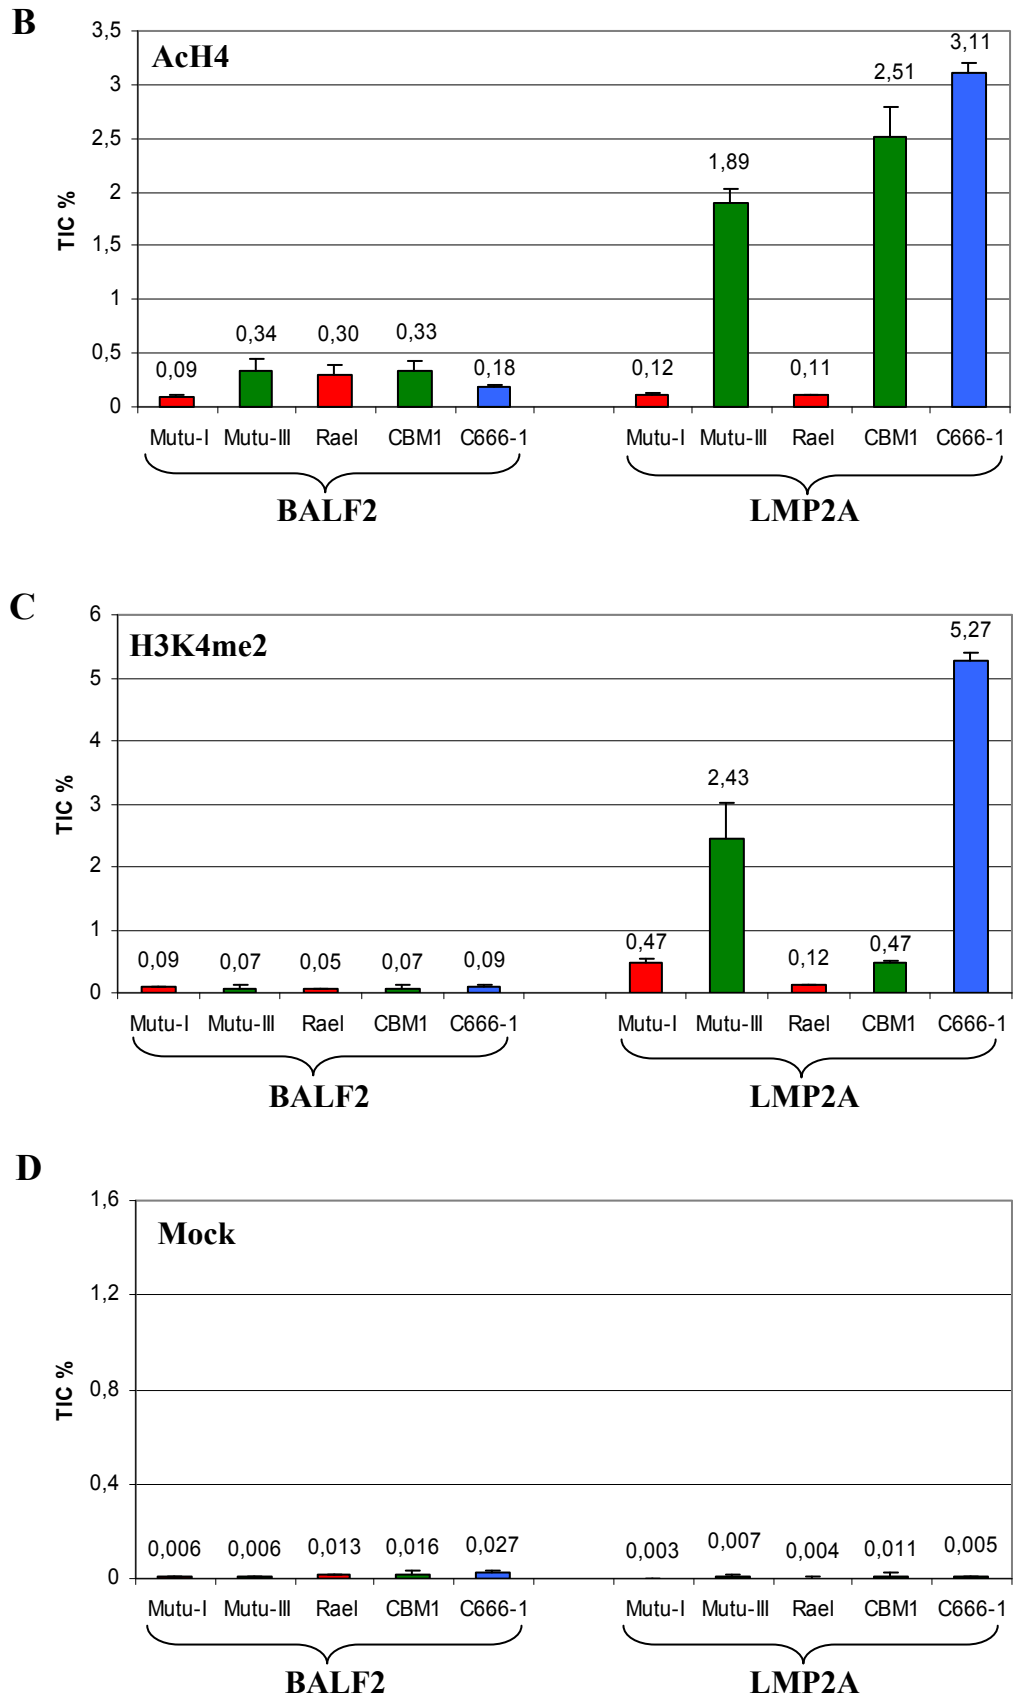 B
AcH4
3,5
3
2,5
2
1,5
1
0,5
0
TIC %
0,09
0,34
0,30
0,33
0,18
0,12
1,89
0,11
2,51
3,11
Mutu-I Mutu-III Rael CBM1 C666-1 Mutu-I Mutu-III Rael CBM1 C666-1
BALF2 LMP2A
C
H3K4me2
6
5
4
3
2
1
0
TIC %
0,09 0,07 0,05 0,07 0,09 0,47 2,43 0,12 0,47 5,27
Mutu-I Mutu-III Rael CBM1 C666-1 Mutu-I Mutu-III Rael CBM1 C666-1
BALF2 LMP2A
D
Mock
1,6
1,2
0,8
0,4
0
TIC %
0,006 0,006 0,013 0,016 0,027 0,003 0,007 0,004 0,011 0,005
Mutu-I Mutu-III Rael CBM1 C666-1 Mutu-I Mutu-III Rael CBM1 C666-1
BALF2 LMP2A